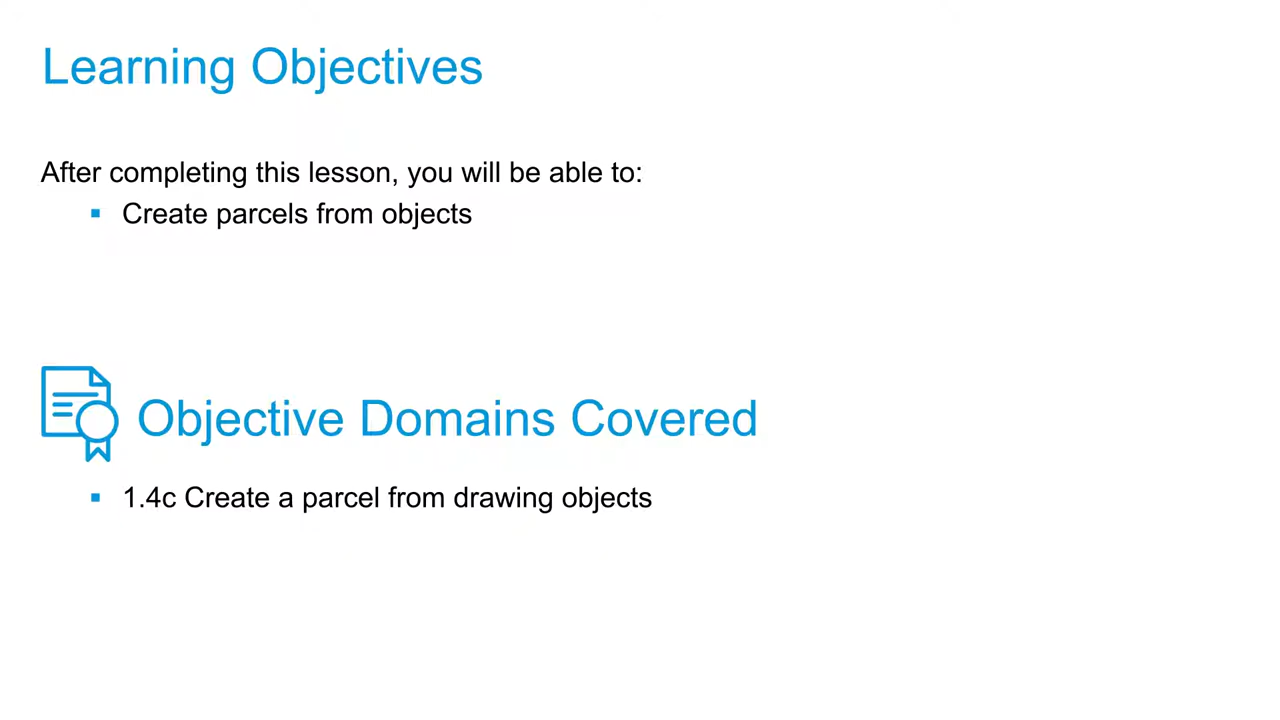 Learning Objectives
After completing this lesson, you will be able to:
▪ Create parcels from objects
Objective Domains Covered
▪ 1.4c Create a parcel from drawing objects